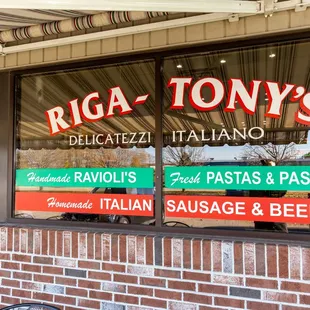 RIGA-TONY'S
DELICATEZZI ITALIANO
Handmade RAVIOLI'S Fresh PASTAS & PAS
Homemade ITALIAN SAUSAGE & BEE